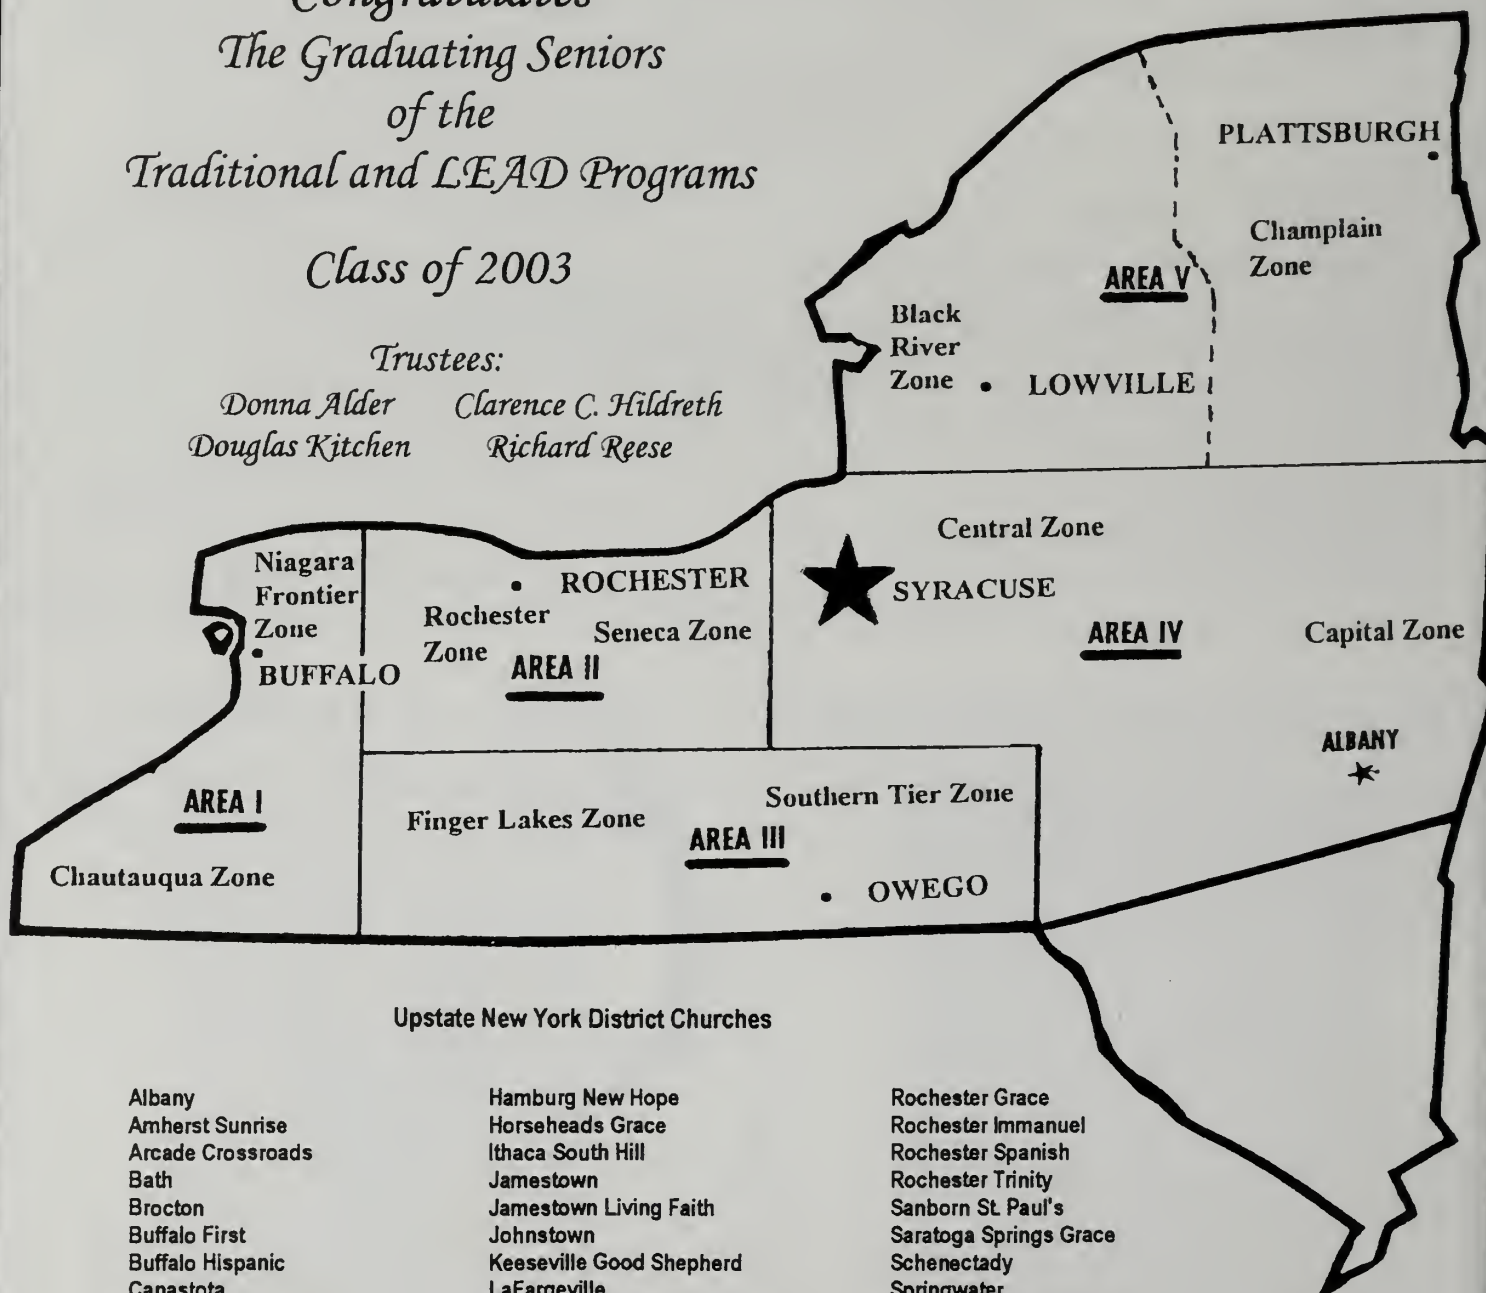 Congratulates
The Graduating Seniors
of the
Traditional and LEAD Programs
Class of 2003
Trustees:
Donna Alder Clarence C. Hildreth
Douglas Kitchen Richard Reese
PLATTSBURGH
Champlain
Zone
AREA V
Black
River
Zone
LOWVILLE
Central Zone
SYRACUSE
AREA IV
Capital Zone
ALBANY
Niagara
Frontier
Zone
BUFFALO
ROCHESTER
Rochester
Zone
Seneca Zone
AREA II
AREA I
Chautauqua Zone
Finger Lakes Zone
Southern Tier Zone
AREA III
OWEGO
Upstate New York District Churches
Albany
Amherst Sunrise
Arcade Crossroads
Bath
Brocton
Buffalo First
Buffalo Hispanic
Canastota
Hamburg New Hope
Horseheads Grace
Ithaca South Hill
Jamestown
Jamestown Living Faith
Johnstown
Keeseville Good Shepherd
LaFargeville
Rochester Grace
Rochester Immanuel
Rochester Spanish
Rochester Trinity
Sanborn St. Paul's
Saratoga Springs Grace
Schenectady
Springwater